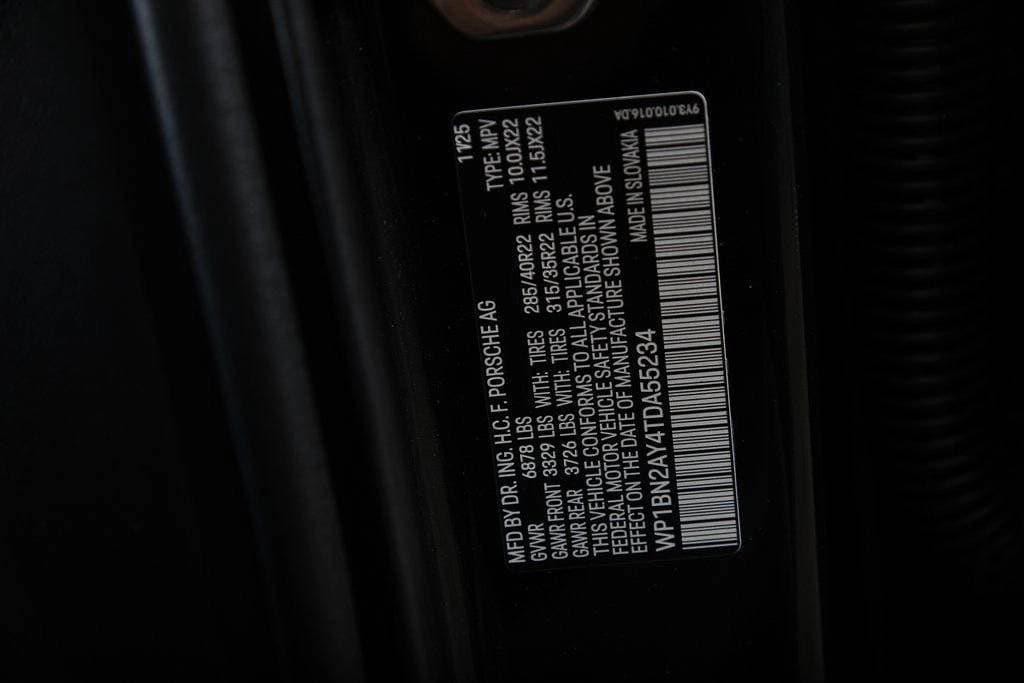 MFD BY DR. ING. H.C. F. PORSCHE AG 11/25
GVWR 6878 LBS TYPE: MPV
GAWR FRONT 3329 LBS WITH: TIRES 285/40R22 RIMS 10.0JX22
GAWR REAR 3726 LBS WITH: TIRES 315/35R22 RIMS 11.5JX22
THIS VEHICLE CONFORMS TO ALL APPLICABLE U.S.
FEDERAL MOTOR VEHICLE SAFETY STANDARDS IN
EFFECT ON THE DATE OF MANUFACTURE SHOWN ABOVE
WP1BN2AY4TDA55234 MADE IN SLOVAKIA
9Y3.010.016.DA